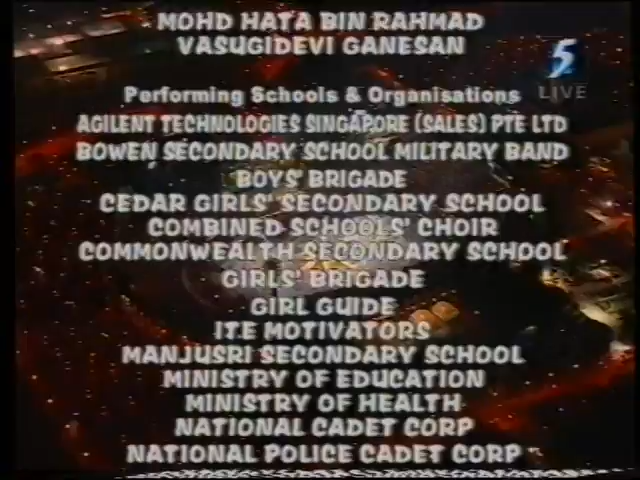 MOHD HATA BIN RAHMAD
VASUGIDEVI GANESAN
5
LIVE
Performing Schools & Organisations
AGILENT TECHNOLOGIES SINGAPORE (SALES) PTE LTD
BOWEN SECONDARY SCHOOL MILITARY BAND
BOYS' BRIGADE
CEDAR GIRLS' SECONDARY SCHOOL
COMBINED SCHOOLS' CHOIR
COMMONWEALTH SECONDARY SCHOOL
GIRLS' BRIGADE
GIRL GUIDE
ITE MOTIVATORS
MANJUSRI SECONDARY SCHOOL
MINISTRY OF EDUCATION
MINISTRY OF HEALTH
NATIONAL CADET CORP
NATIONAL POLICE CADET CORP